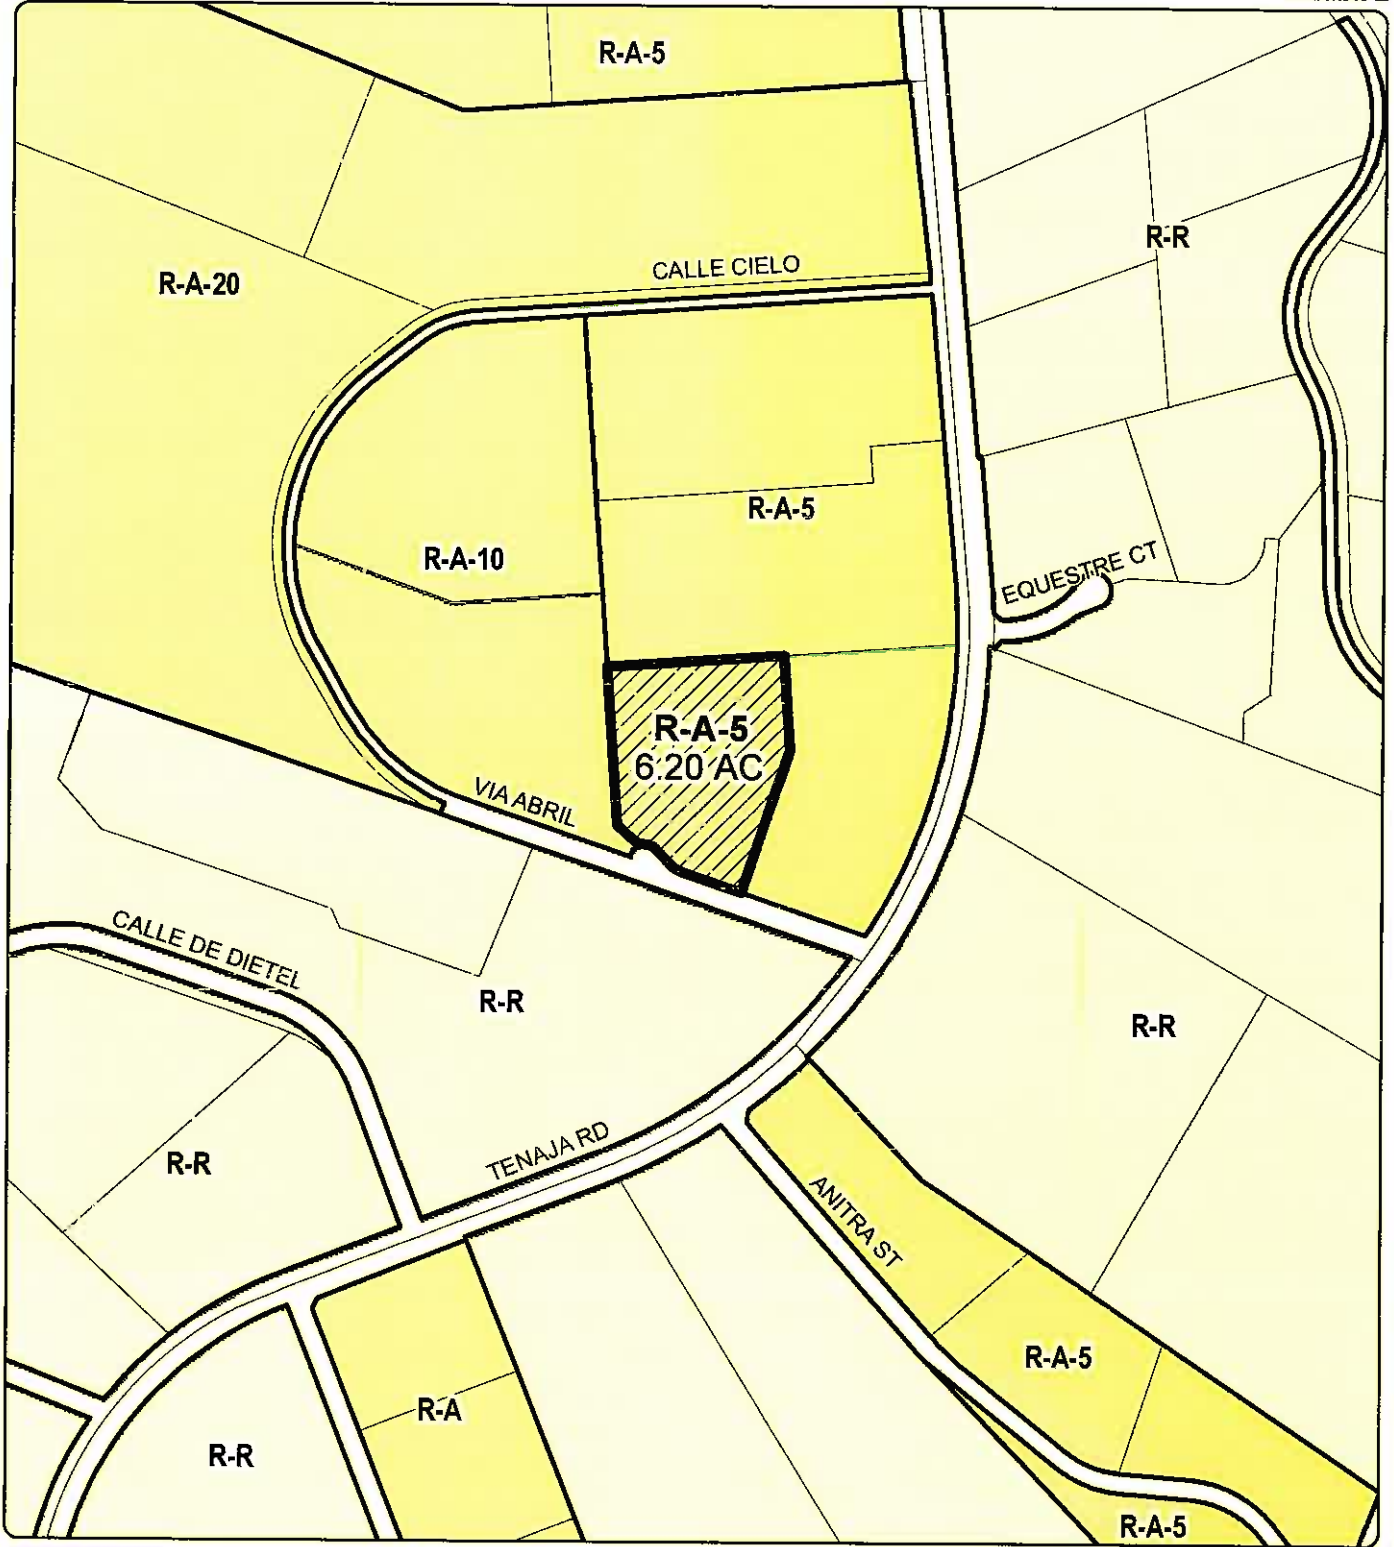 R-A-5
R-R
CALLE CIELO
R-A-20
R-A-5
R-A-10
EQUESTRE CT
R-A-5
6.20 AC
VIA ABRIL
CALLE DE DIETEL
R-R
R-R
TENAJA RD
R-R
ANITRA ST
R-A-5
R-A
R-R
R-A-5